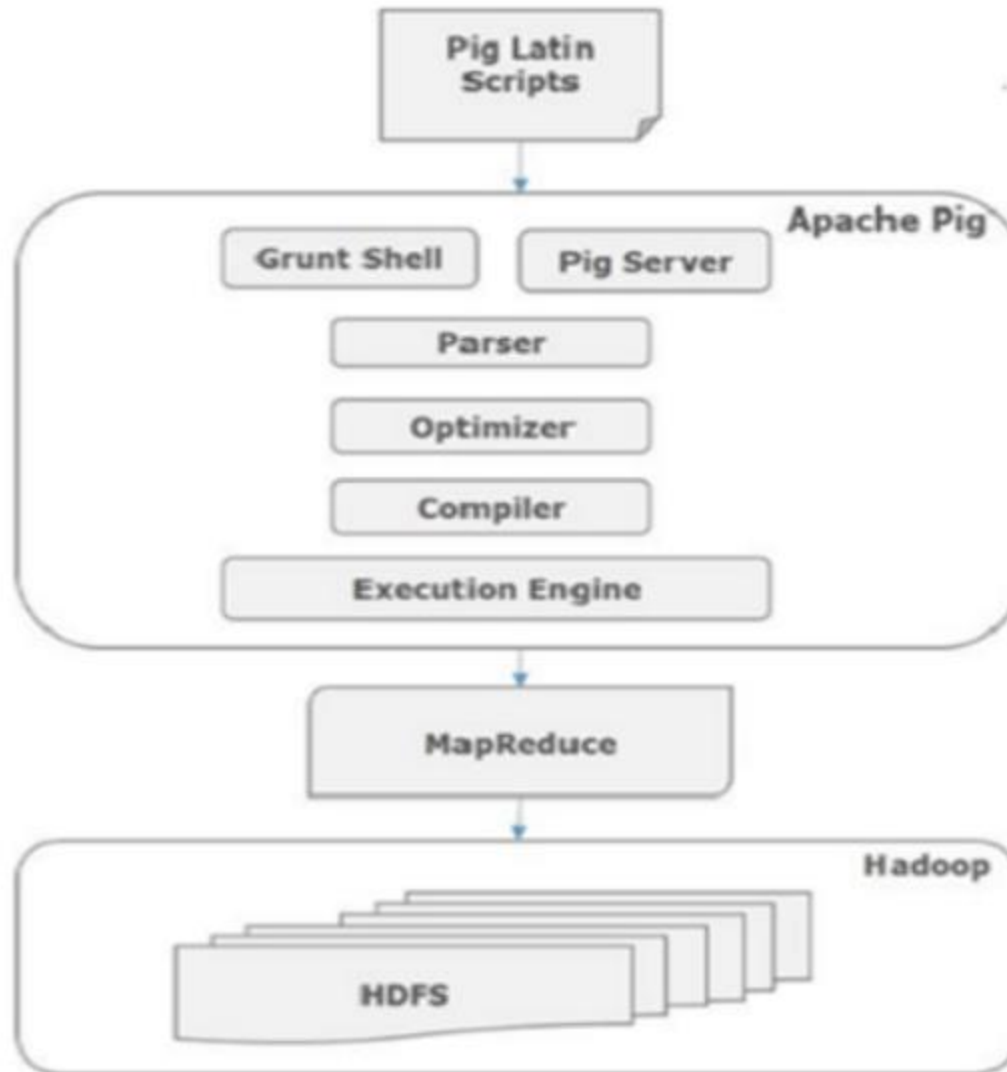 Pig Latin
Scripts
Apache Pig
Grunt Shell
Pig Server
Parser
Optimizer
Compiler
Execution Engine
MapReduce
Hadoop
HDFS